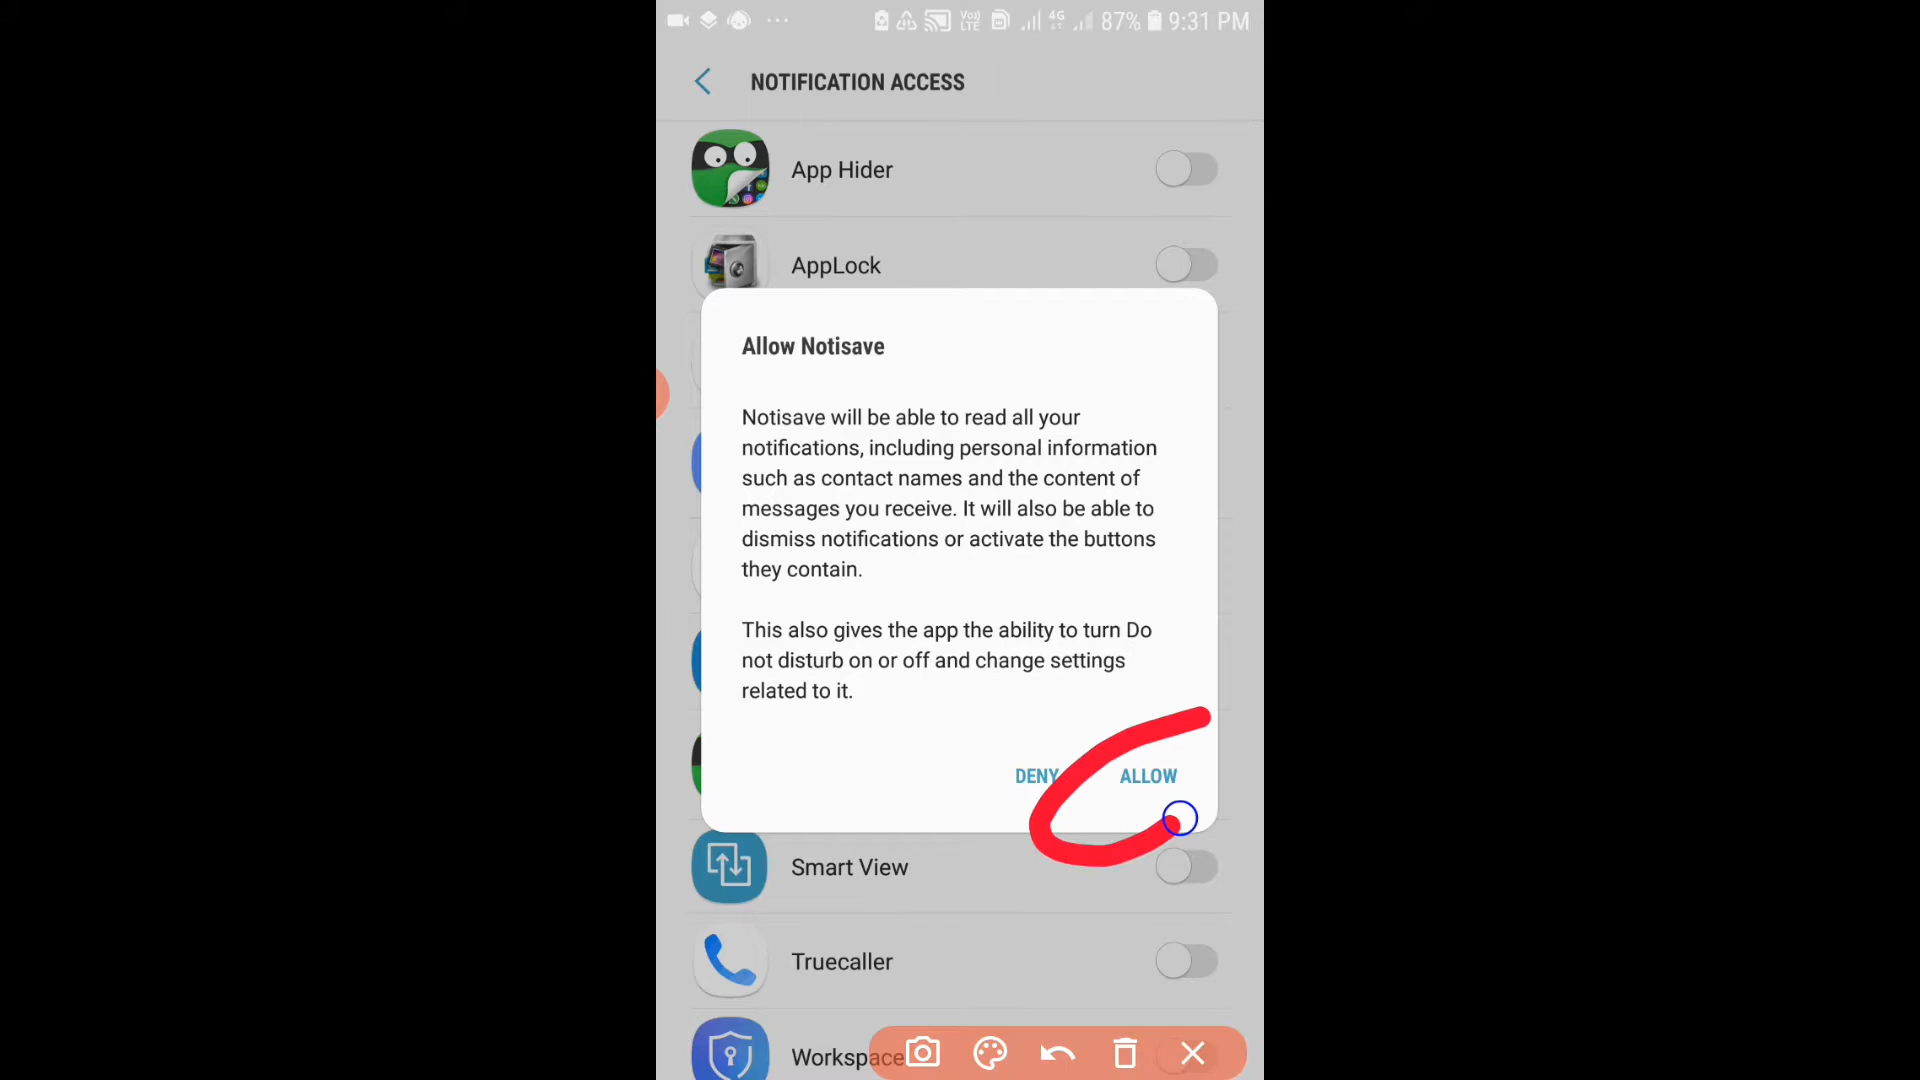 VoLTE 4G 87% 9:31 PM
NOTIFICATION ACCESS
App Hider
AppLock
Allow Notisave
Notisave will be able to read all your
notifications, including personal information
such as contact names and the content of
messages you receive. It will also be able to
dismiss notifications or activate the buttons
they contain.
This also gives the app the ability to turn Do
not disturb on or off and change settings
related to it.
DENY ALLOW
Smart View
Truecaller
Workspace